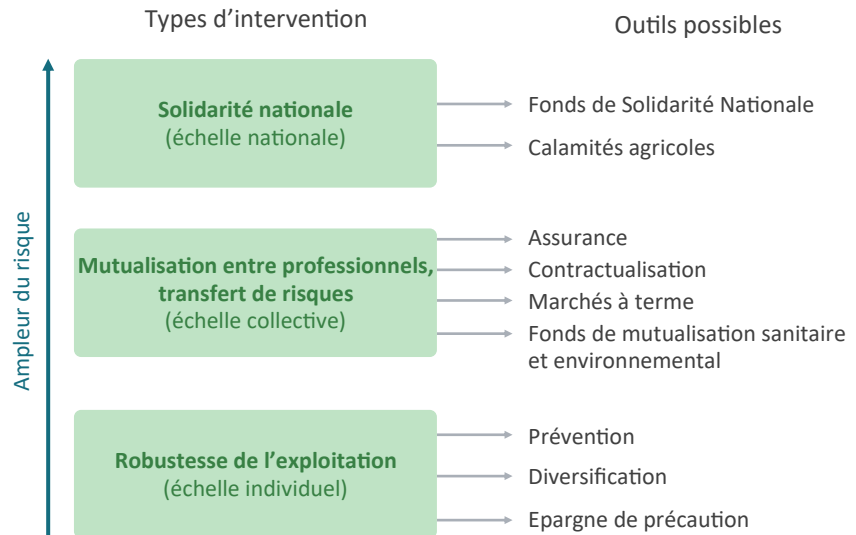 Types d’intervention
Outils possibles
Ampleur du risque
Solidarité nationale
(échelle nationale)
Fonds de Solidarité Nationale
Calamités agricoles
Mutualisation entre professionnels,
transfert de risques
(échelle collective)
Assurance
Contractualisation
Marchés à terme
Fonds de mutualisation sanitaire
et environnemental
Robustesse de l’exploitation
(échelle individuel)
Prévention
Diversification
Epargne de précaution